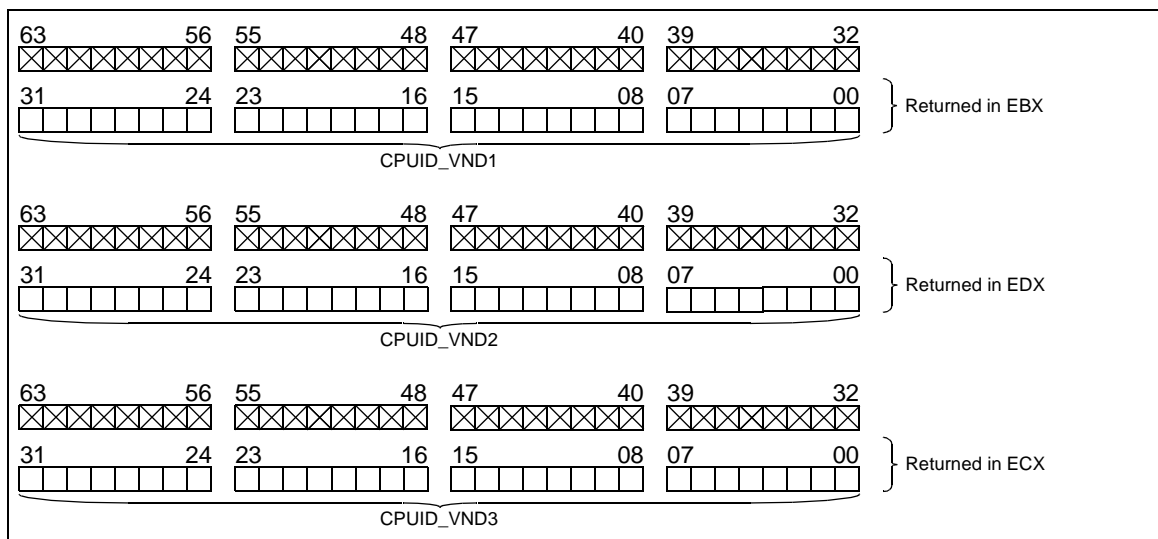 63 56 55 48 47 40 39 32
31 24 23 16 15 08 07 00
Returned in EBX
CPUID_VND1
63 56 55 48 47 40 39 32
31 24 23 16 15 08 07 00
Returned in EDX
CPUID_VND2
63 56 55 48 47 40 39 32
31 24 23 16 15 08 07 00
Returned in ECX
CPUID_VND3